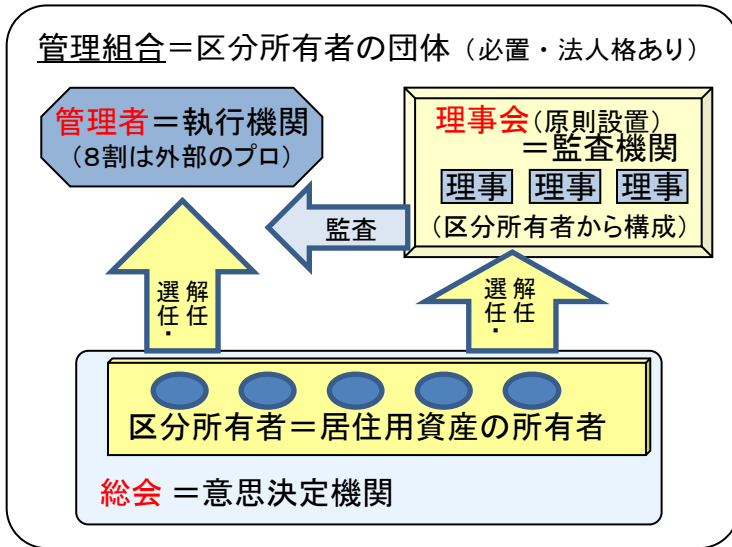 管理組合＝区分所有者の団体（必置・法人格あり）
管理者＝執行機関
（８割は外部のプロ）
理事会（原則設置）
＝監査機関
理事 理事 理事
（区分所有者から構成）
監査
選任・解任
選任・解任
区分所有者＝居住用資産の所有者
総会＝意思決定機関